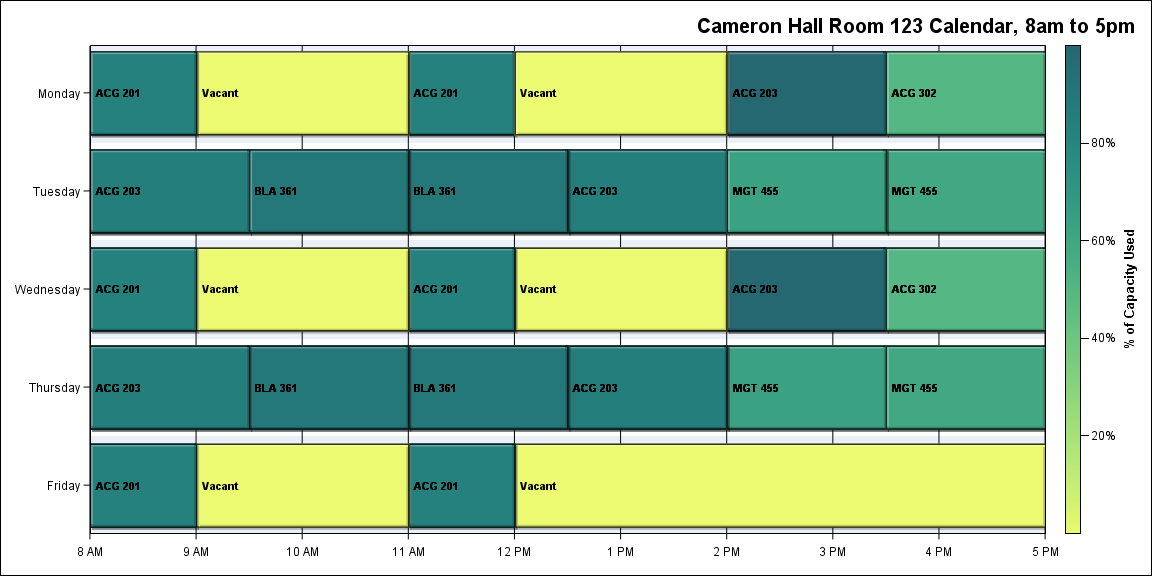 Cameron Hall Room 123 Calendar, 8am to 5pm
Monday ACG 201 Vacant ACG 201 Vacant ACG 203 ACG 302
Tuesday ACG 203 BLA 361 BLA 361 ACG 203 MGT 455 MGT 455
Wednesday ACG 201 Vacant ACG 201 Vacant ACG 203 ACG 302
Thursday ACG 203 BLA 361 BLA 361 ACG 203 MGT 455 MGT 455
Friday ACG 201 Vacant ACG 201 Vacant
8 AM 9 AM 10 AM 11 AM 12 PM 1 PM 2 PM 3 PM 4 PM 5 PM
80%
60%
40%
20%
% of Capacity Used